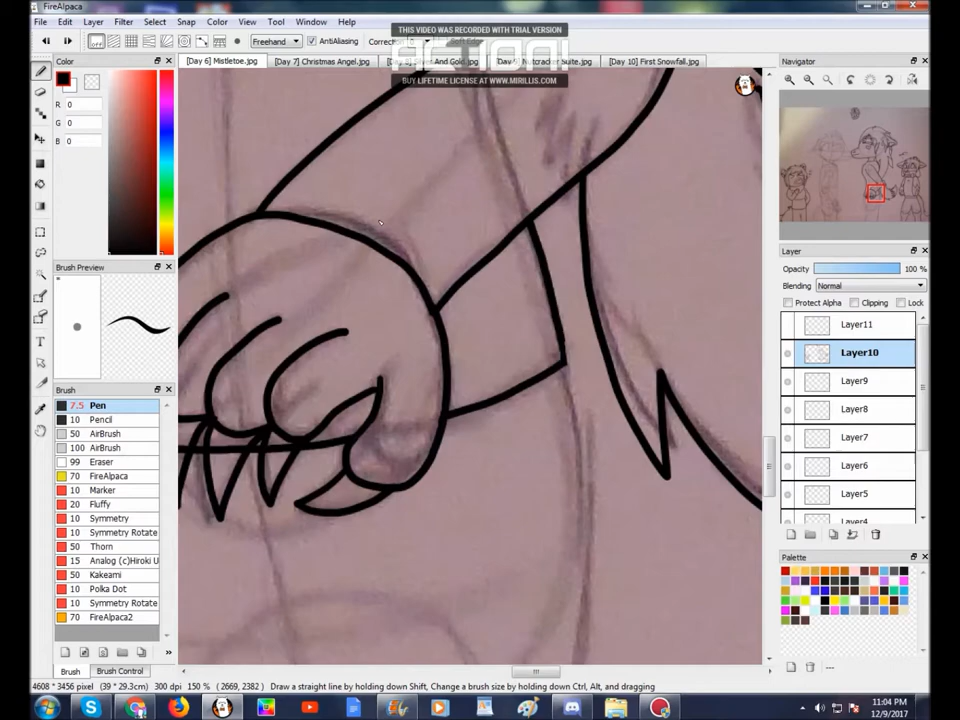 FireAlpaca
File Edit Layer Filter Select Snap Color View Tool Window Help
THIS VIDEO WAS RECORDED WITH TRIAL VERSION
ACTION!
BUY LIFETIME LICENSE AT WWW.MIRILLIS.COM
Freehand AntiAliasing Correction
Color
[Day 6] Mistletoe.jpg [Day 7] Christmas Angel.jpg And Gold.jpg Nutcracker Suite.jpg [Day 10] First Snowfall.jpg
Navigator
R 0
G 0
B 0
Layer
Opacity 100 %
Blending Normal
Protect Alpha Clipping Lock
Layer11
Layer10
Layer9
Layer8
Layer7
Layer6
Layer5
Layer4
Brush Preview
Brush
7.5 Pen
10 Pencil
50 AirBrush
100 AirBrush
99 Eraser
70 FireAlpaca
10 Marker
20 Fluffy
10 Symmetry
10 Symmetry Rotate
50 Thorn
15 Analog (c)Hiroki U
50 Kakeami
10 Polka Dot
10 Symmetry Rotate
70 FireAlpaca2
Palette
Brush Brush Control
4608 * 3456 pixel (39 * 29.3cm) 300 dpi 150 % (2669, 2382) Draw a straight line by holding down Shift, Change a brush size by holding down Ctrl, Alt, and dragging
11:04 PM
12/9/2017